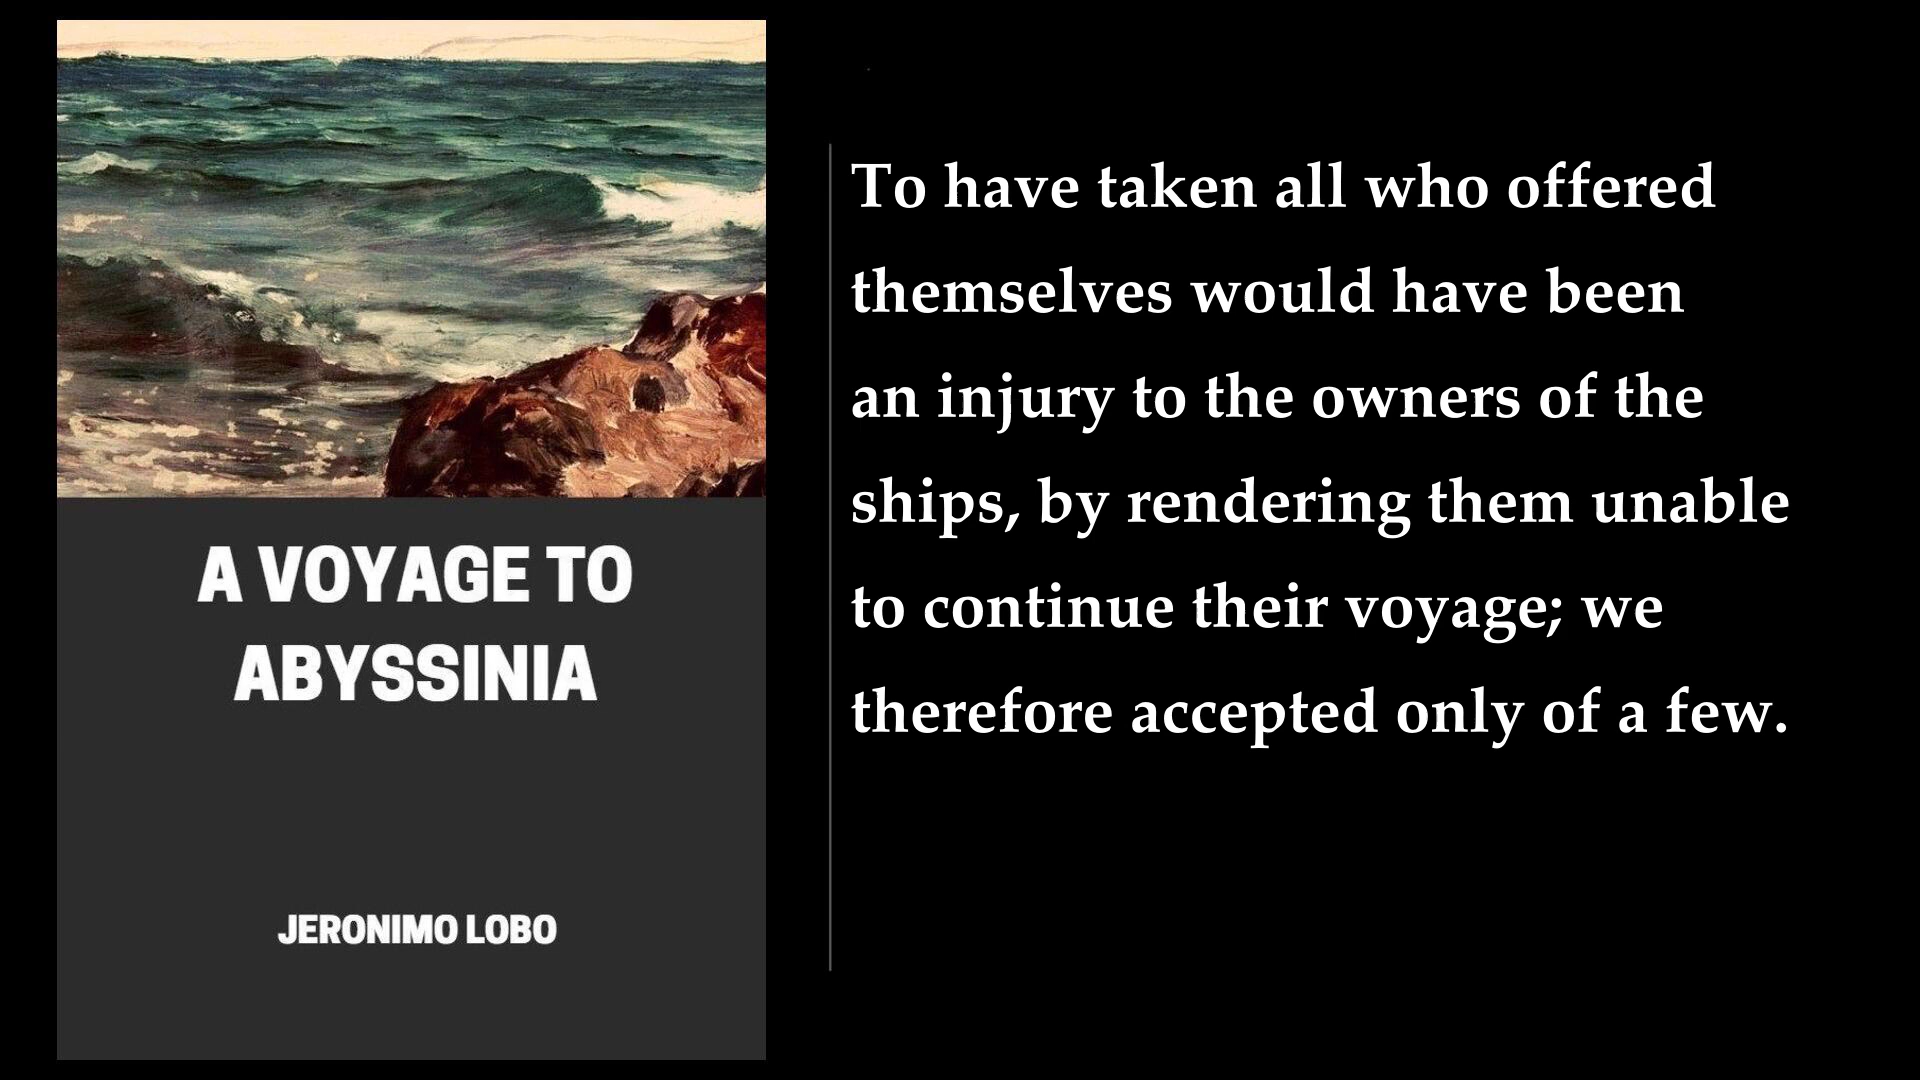 A VOYAGE TO
ABYSSINIA
JERONIMO LOBO
To have taken all who offered
themselves would have been
an injury to the owners of the
ships, by rendering them unable
to continue their voyage; we
therefore accepted only of a few.